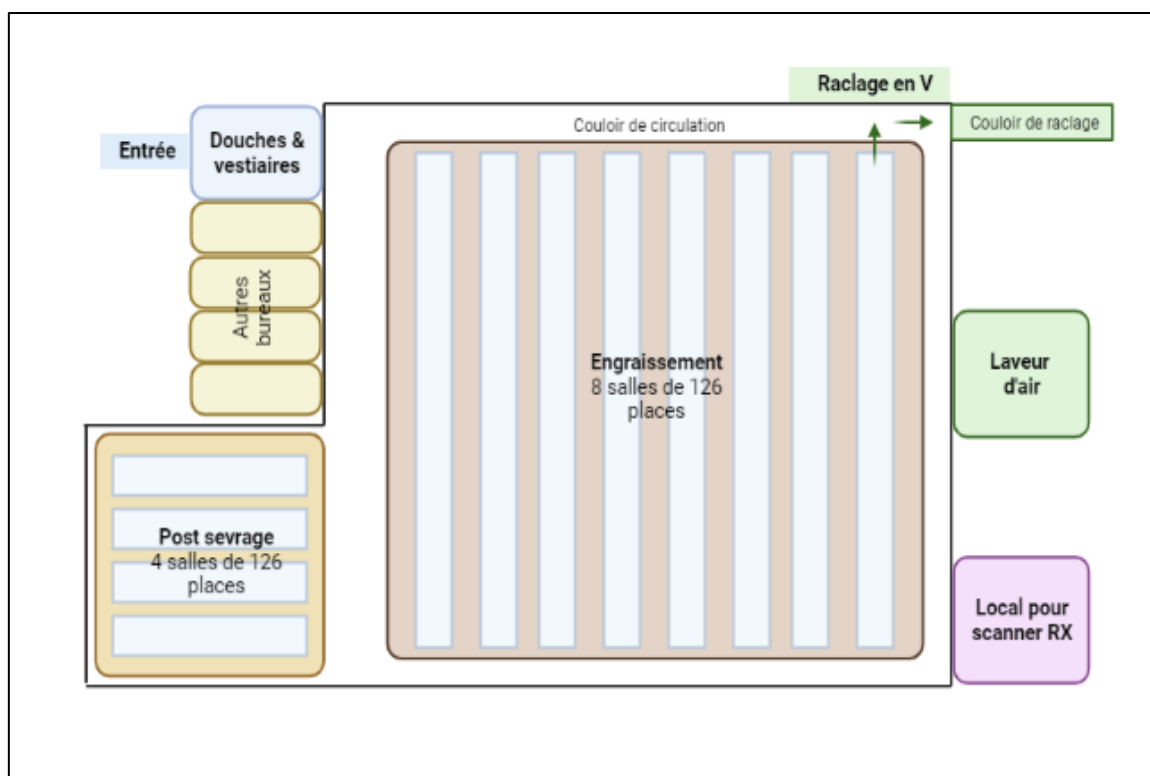 Raclage en V
Couloir de circulation
Couloir de raclage
Entrée
Douches &
vestiaires
Autres
bureaux
Engraissement
8 salles de 126
places
Laveur
d'air
Post sevrage
4 salles de 126
places
Local pour
scanner RX